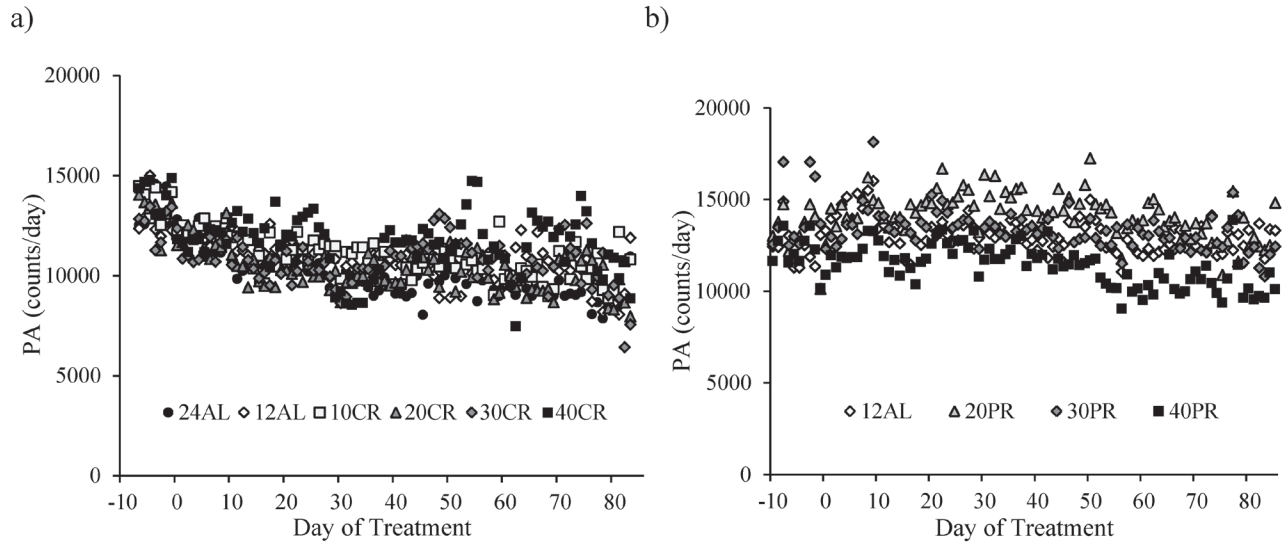 a)
20000
15000
10000
5000
0
PA (counts/day)
24AL 12AL 10CR 20CR 30CR 40CR
-10 0 10 20 30 40 50 60 70 80
Day of Treatment
b)
20000
15000
10000
5000
0
PA (counts/day)
12AL 20PR 30PR 40PR
-10 0 10 20 30 40 50 60 70 80
Day of Treatment